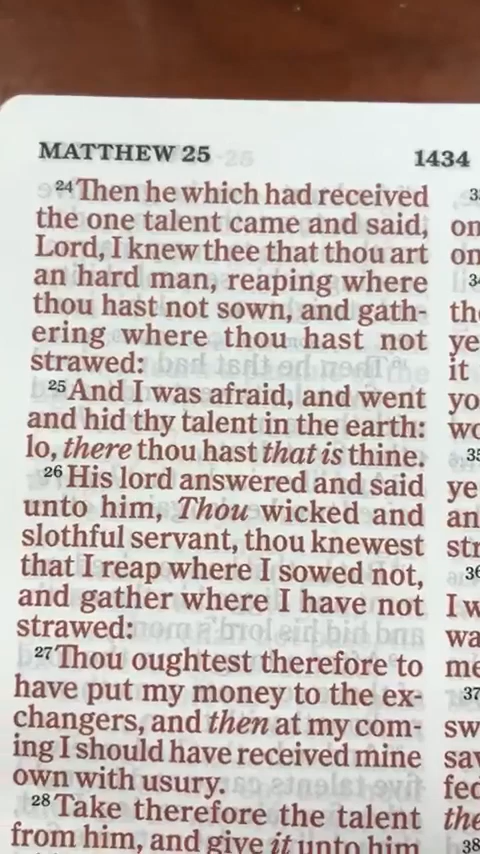 MATTHEW 25
1434
24 Then he which had received
the one talent came and said,
Lord, I knew thee that thou art
an hard man, reaping where
thou hast not sown, and gath-
ering where thou hast not
strawed:
25 And I was afraid, and went
and hid thy talent in the earth:
lo, there thou hast that is thine.
26 His lord answered and said
unto him, Thou wicked and
slothful servant, thou knewest
that I reap where I sowed not,
and gather where I have not
strawed:
27 Thou oughtest therefore to
have put my money to the ex-
changers, and then at my com-
ing I should have received mine
own with usury.
28 Take therefore the talent
from him, and give it unto him
it
36
37
38